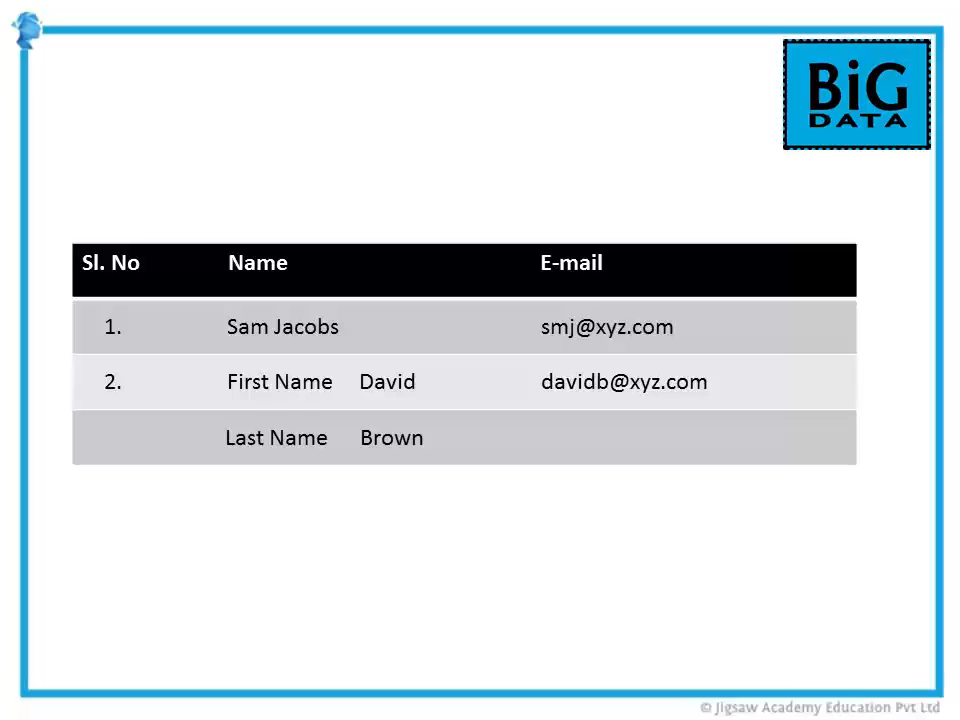 BiG
DATA
Sl. No Name E-mail
1. Sam Jacobs smj@xyz.com
2. First Name David davidb@xyz.com
Last Name Brown
© Jigsaw Academy Education Pvt Ltd